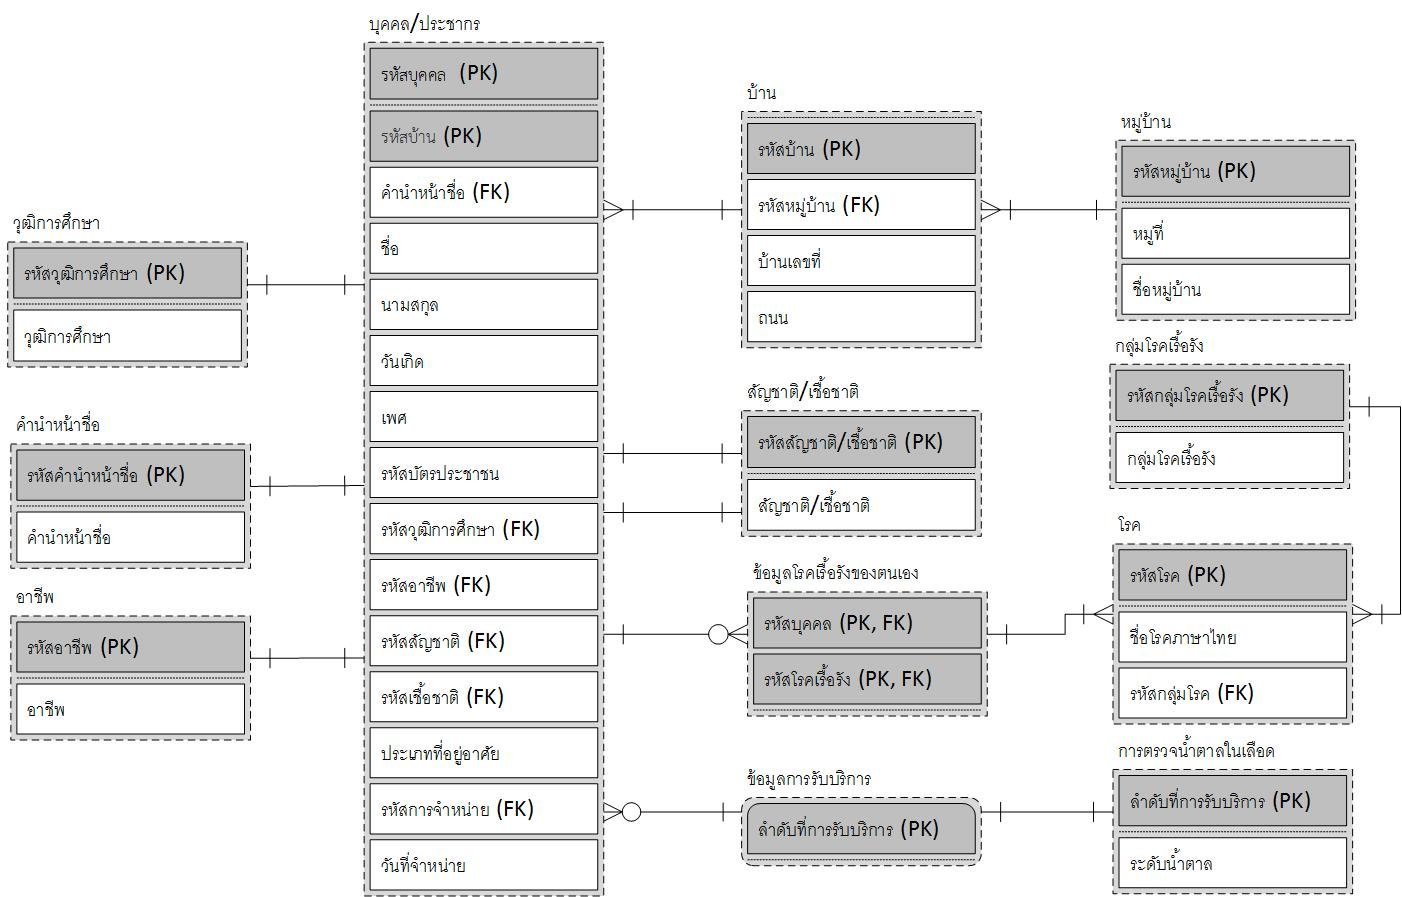 บุคคล/ประชากร
รหัสบุคคล (PK)
รหัสบ้าน (PK)
คำนำหน้าชื่อ (FK)
ชื่อ
นามสกุล
วันเกิด
เพศ
รหัสบัตรประชาชน
รหัสวุฒิการศึกษา (FK)
รหัสอาชีพ (FK)
รหัสสัญชาติ (FK)
รหัสเชื้อชาติ (FK)
ประเภทที่อยู่อาศัย
รหัสการจำหน่าย (FK)
วันที่จำหน่าย
วุฒิการศึกษา
รหัสวุฒิการศึกษา (PK)
วุฒิการศึกษา
คำนำหน้าชื่อ
รหัสคำนำหน้าชื่อ (PK)
คำนำหน้าชื่อ
อาชีพ
รหัสอาชีพ (PK)
อาชีพ
บ้าน
รหัสบ้าน (PK)
รหัสหมู่บ้าน (FK)
บ้านเลขที่
ถนน
สัญชาติ/เชื้อชาติ
รหัสสัญชาติ/เชื้อชาติ (PK)
สัญชาติ/เชื้อชาติ
ข้อมูลโรคเรื้อรังของตนเอง
รหัสบุคคล (PK, FK)
รหัสโรคเรื้อรัง (PK, FK)
ข้อมูลการรับบริการ
ลำดับที่การรับบริการ (PK)
หมู่บ้าน
รหัสหมู่บ้าน (PK)
หมู่ที่
ชื่อหมู่บ้าน
กลุ่มโรคเรื้อรัง
รหัสกลุ่มโรคเรื้อรัง (PK)
กลุ่มโรคเรื้อรัง
โรค
รหัสโรค (PK)
ชื่อโรคภาษาไทย
รหัสกลุ่มโรค (FK)
การตรวจน้ำตาลในเลือด
ลำดับที่การรับบริการ (PK)
ระดับน้ำตาล